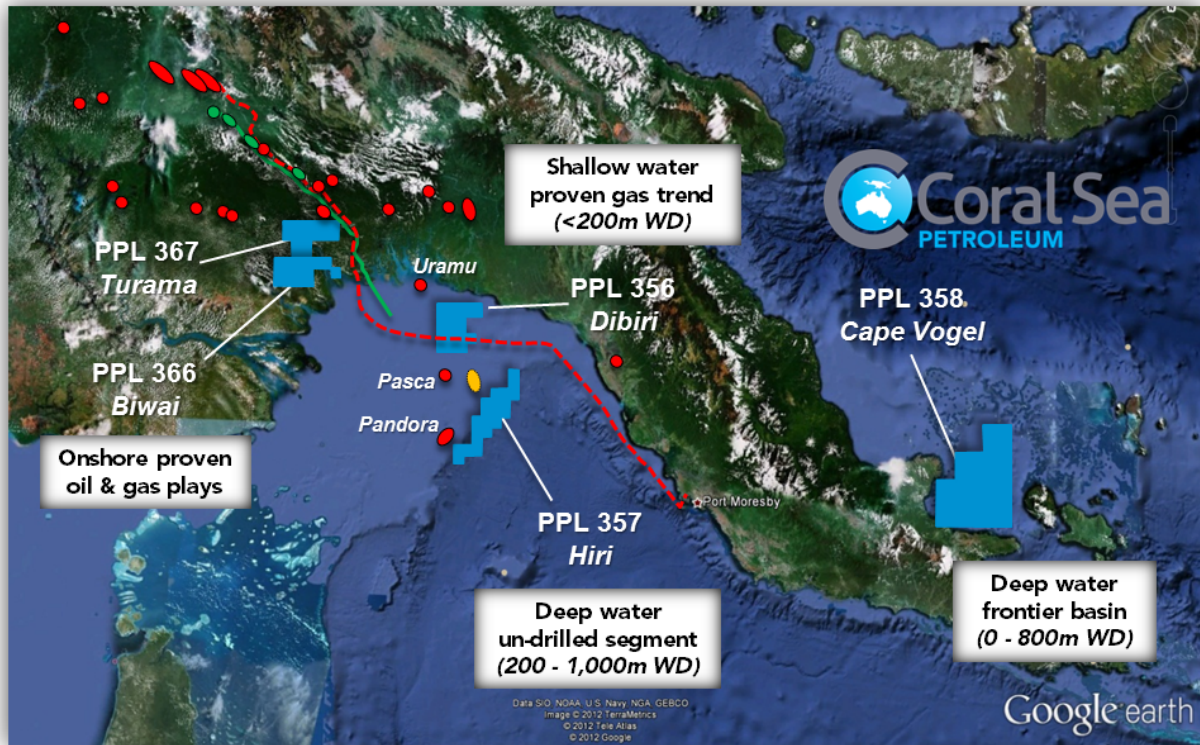 Shallow water
proven gas trend
(<200m WD)
Coral Sea
PETROLEUM
PPL 367
Turama
Uramu
PPL 356
Dibiri
PPL 358
Cape Vogel
PPL 366
Biwai
Pasca
Pandora
Onshore proven
oil & gas plays
Port Moresby
PPL 357
Hiri
Deep water
un-drilled segment
(200 - 1,000m WD)
Deep water
frontier basin
(0 - 800m WD)
Data SIO, NOAA, U.S. Navy, NGA, GEBCO
Image © 2012 TerraMetrics
© 2012 Tele Atlas
© 2012 Google
Google earth